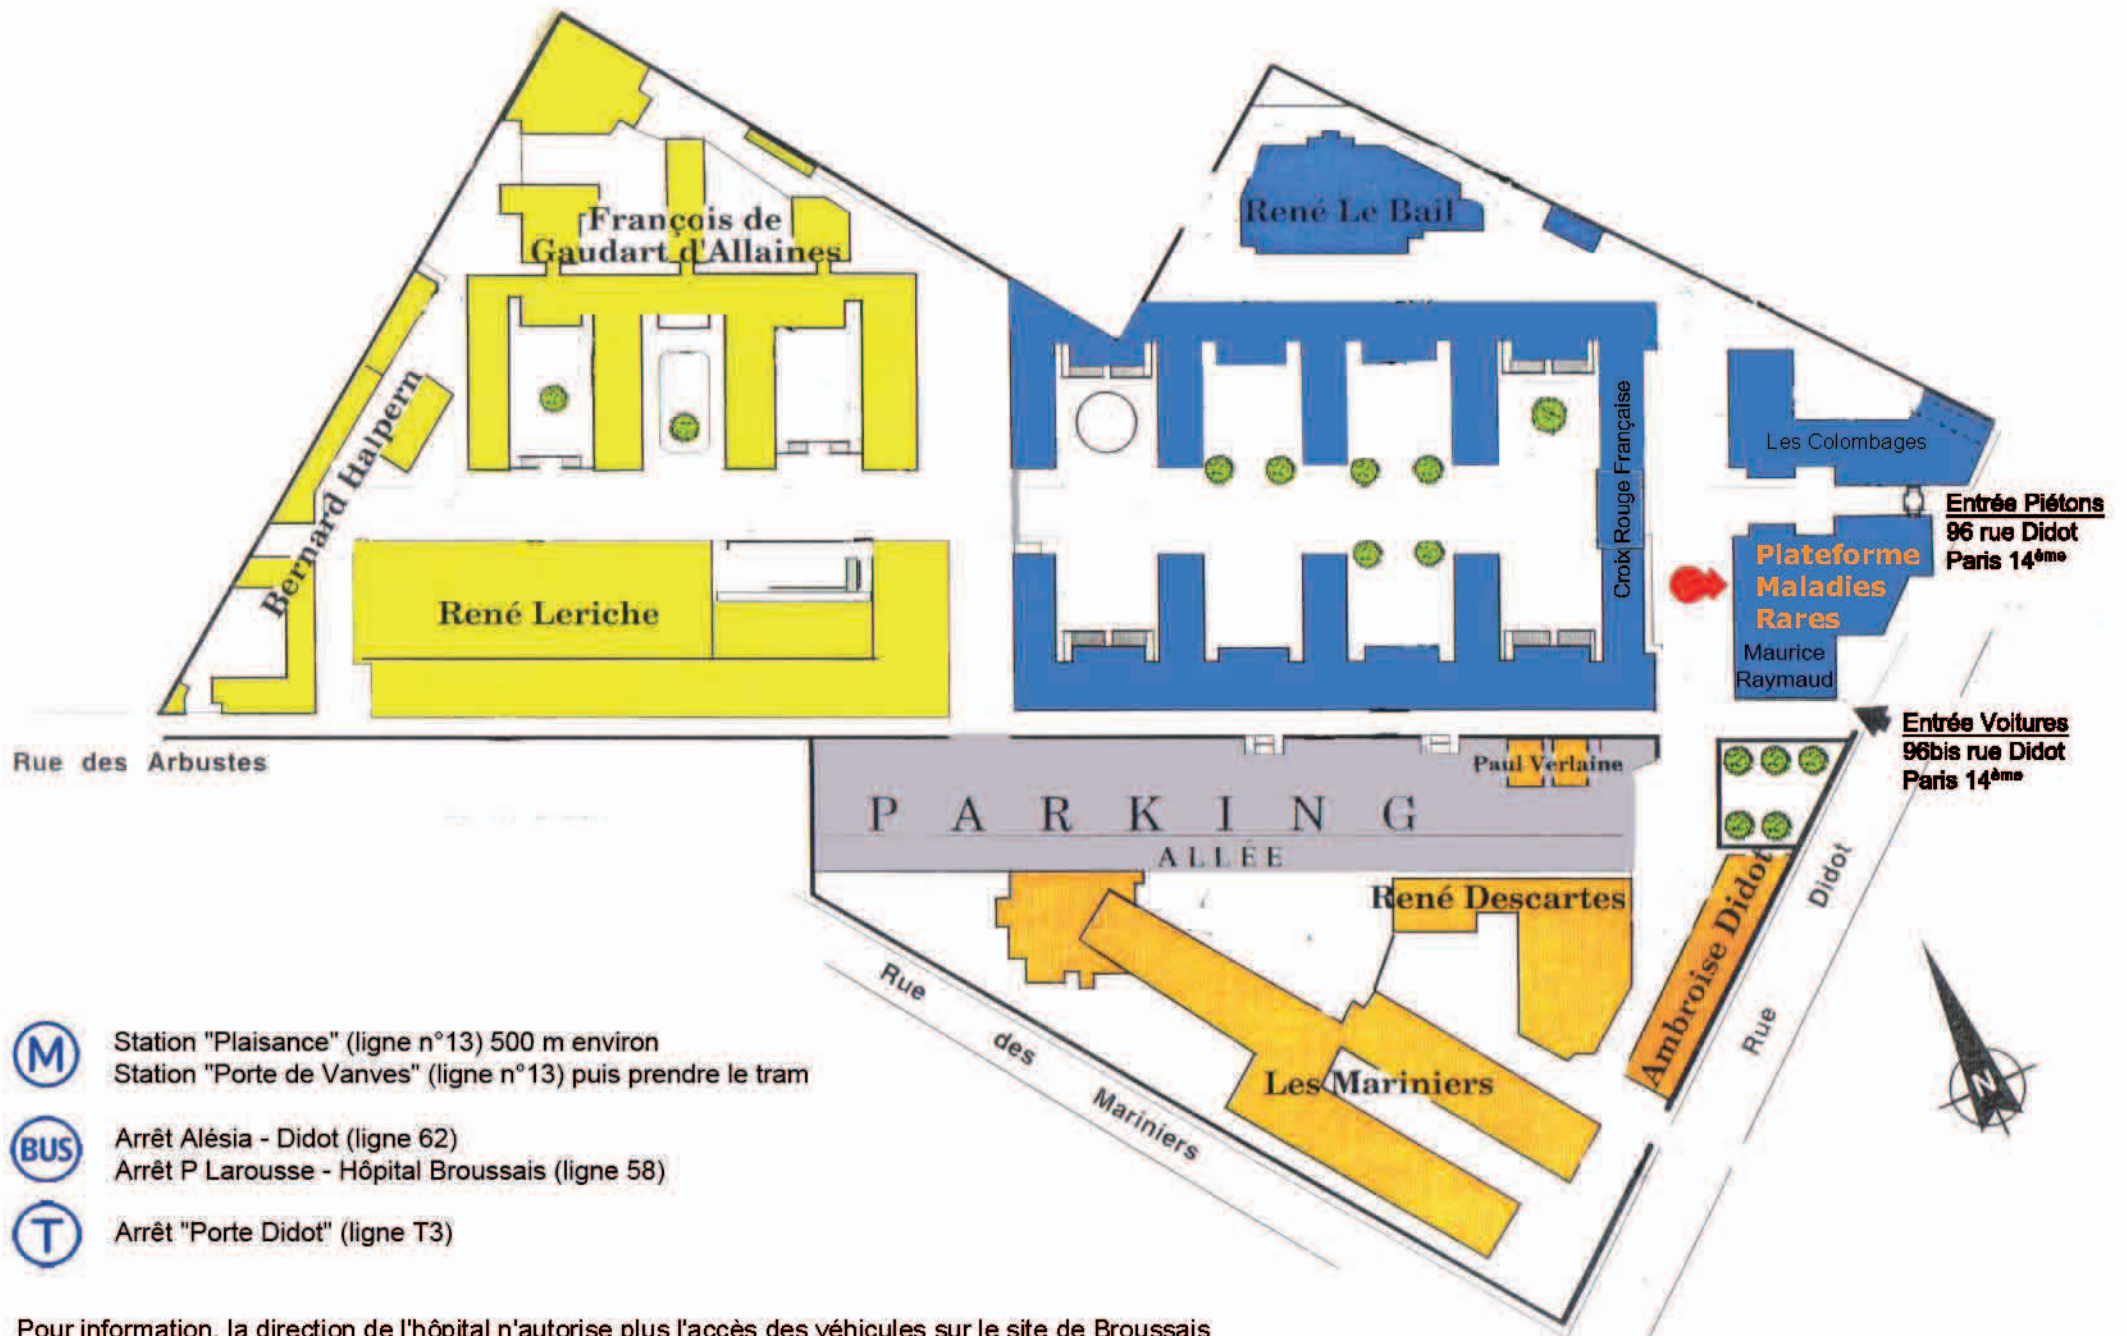 René Le Bail
François de
Gaudart d'Allaines
Bernard Halpern
Croix Rouge Française
Les Colombages
Entrée Piétons
96 rue Didot
Paris 14ème
Plateforme
Maladies
Rares
Maurice
Raymaud
René Leriche
Entrée Voitures
96bis rue Didot
Paris 14ème
Rue des Arbustes
Paul Verlaine
PARKING
ALLÉE
René Descartes
Ambroise Didot
Rue Didot
Rue des Mariniers
Les Mariniers
N
M
Station "Plaisance" (ligne n°13) 500 m environ
Station "Porte de Vanves" (ligne n°13) puis prendre le tram
BUS
Arrêt Alésia - Didot (ligne 62)
Arrêt P Larousse - Hôpital Broussais (ligne 58)
T
Arrêt "Porte Didot" (ligne T3)
Pour information, la direction de l'hôpital n'autorise plus l'accès des véhicules sur le site de Broussais